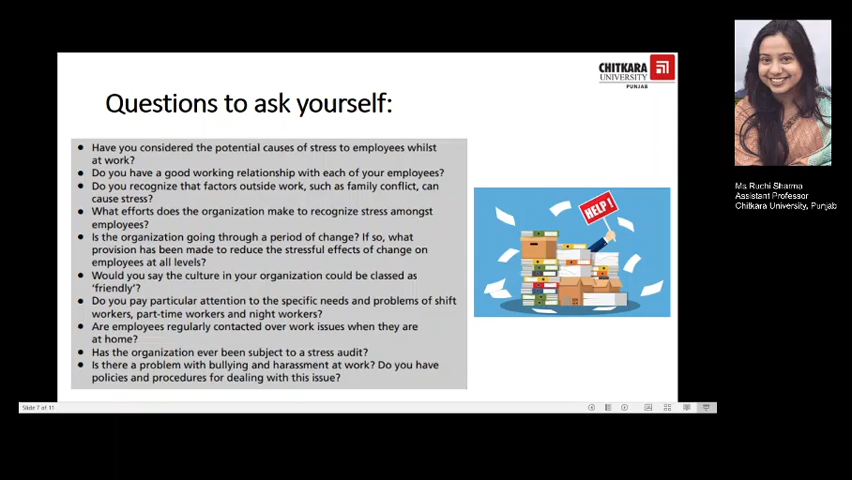 CHITKARA
UNIVERSITY
PUNJAB
Questions to ask yourself:
Have you considered the potential causes of stress to employees whilst
at work?
Do you have a good working relationship with each of your employees?
Do you recognize that factors outside work, such as family conflict, can
cause stress?
What efforts does the organization make to recognize stress amongst
employees?
Is the organization going through a period of change? If so, what
provision has been made to reduce the stressful effects of change on
employees at all levels?
Would you say the culture in your organization could be classed as
'friendly'?
Do you pay particular attention to the specific needs and problems of shift
workers, part-time workers and night workers?
Are employees regularly contacted over work issues when they are
at home?
Has the organization ever been subject to a stress audit?
Is there a problem with bullying and harassment at work? Do you have
policies and procedures for dealing with this issue?
HELP!
Ms Ruchi Sharma
Assistant Professor
Chitkara University, Punjab
Slide 7 of 11